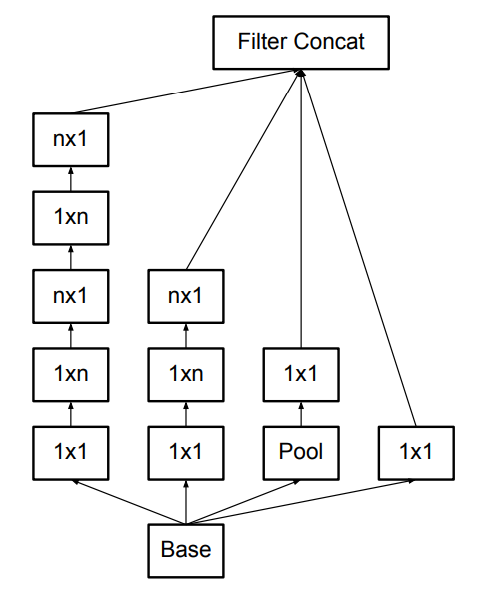 Filter Concat
nx1
1xn
nx1
nx1
1xn
1xn
1x1
1x1
1x1
Pool
1x1
Base